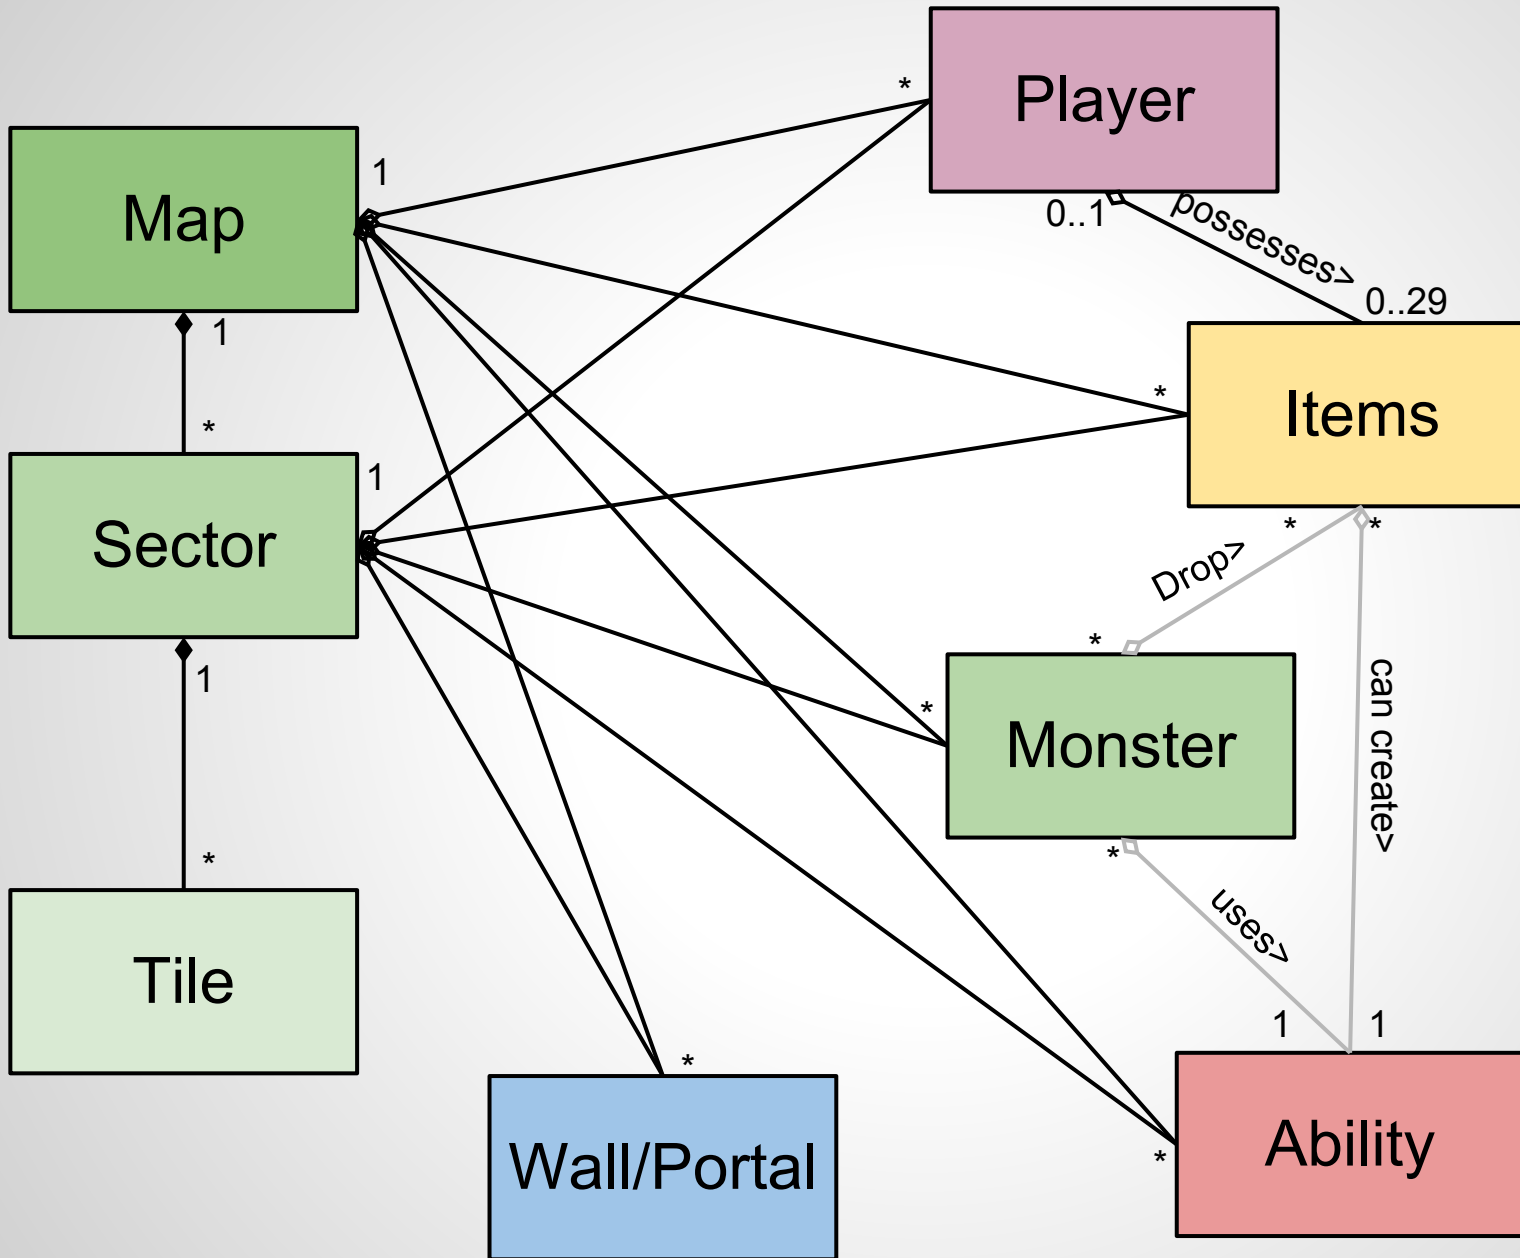 Player
*
1
Map
0..1
possesses>
0..29
1
*
*
Items
1
Sector
*
*
Drop>
*
1
can create>
*
Monster
*
*
uses>
Tile
1
1
*
Wall/Portal
*
Ability